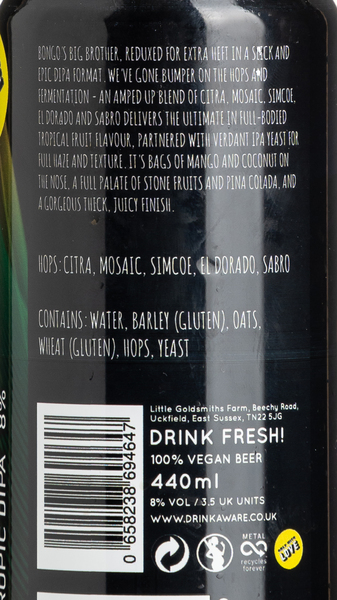 BONGO'S BIG BROTHER, REDUXED FOR EXTRA HEFT IN A SLICK AND
EPIC DIPA FORMAT. WE'VE GONE BUMPER ON THE HOPS AND
FERMENTATION - AN AMPED UP BLEND OF CITRA, MOSAIC, SIMCOE,
EL DORADO AND SABRO DELIVERS THE ULTIMATE IN FULL-BODIED
TROPICAL FRUIT FLAVOUR, PARTNERED WITH VERDANT IPA YEAST FOR
FULL HAZE AND TEXTURE. IT'S BAGS OF MANGO AND COCONUT ON
THE NOSE, A FULL PALATE OF STONE FRUITS AND PINA COLADA, AND
A GORGEOUS THICK, JUICY FINISH.
HOPS: CITRA, MOSAIC, SIMCOE, EL DORADO, SABRO
CONTAINS: WATER, BARLEY (GLUTEN), OATS,
WHEAT (GLUTEN), HOPS, YEAST
Little Goldsmiths Farm, Beechy Road,
Uckfield, East Sussex, TN22 5JG
DRINK FRESH!
100% VEGAN BEER
440ml
8% VOL / 3.5 UK UNITS
WWW.DRINKAWARE.CO.UK
0 658238 694647
METAL
recycles
forever
ROPIC DIPA 8%